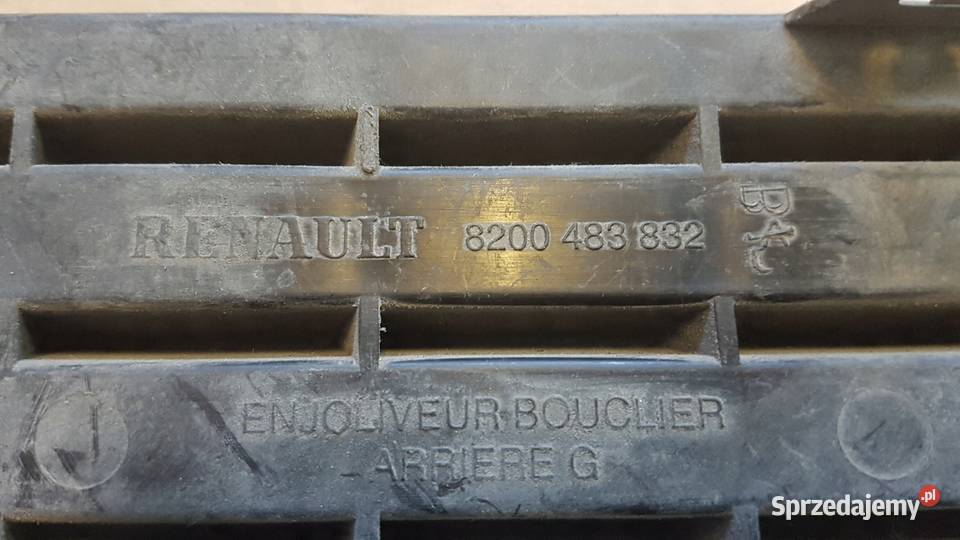 RENAULT 8200 483 832
ENJOLIVEUR BOUCLIER
ARRIERE G
Sprzedajemy.pl